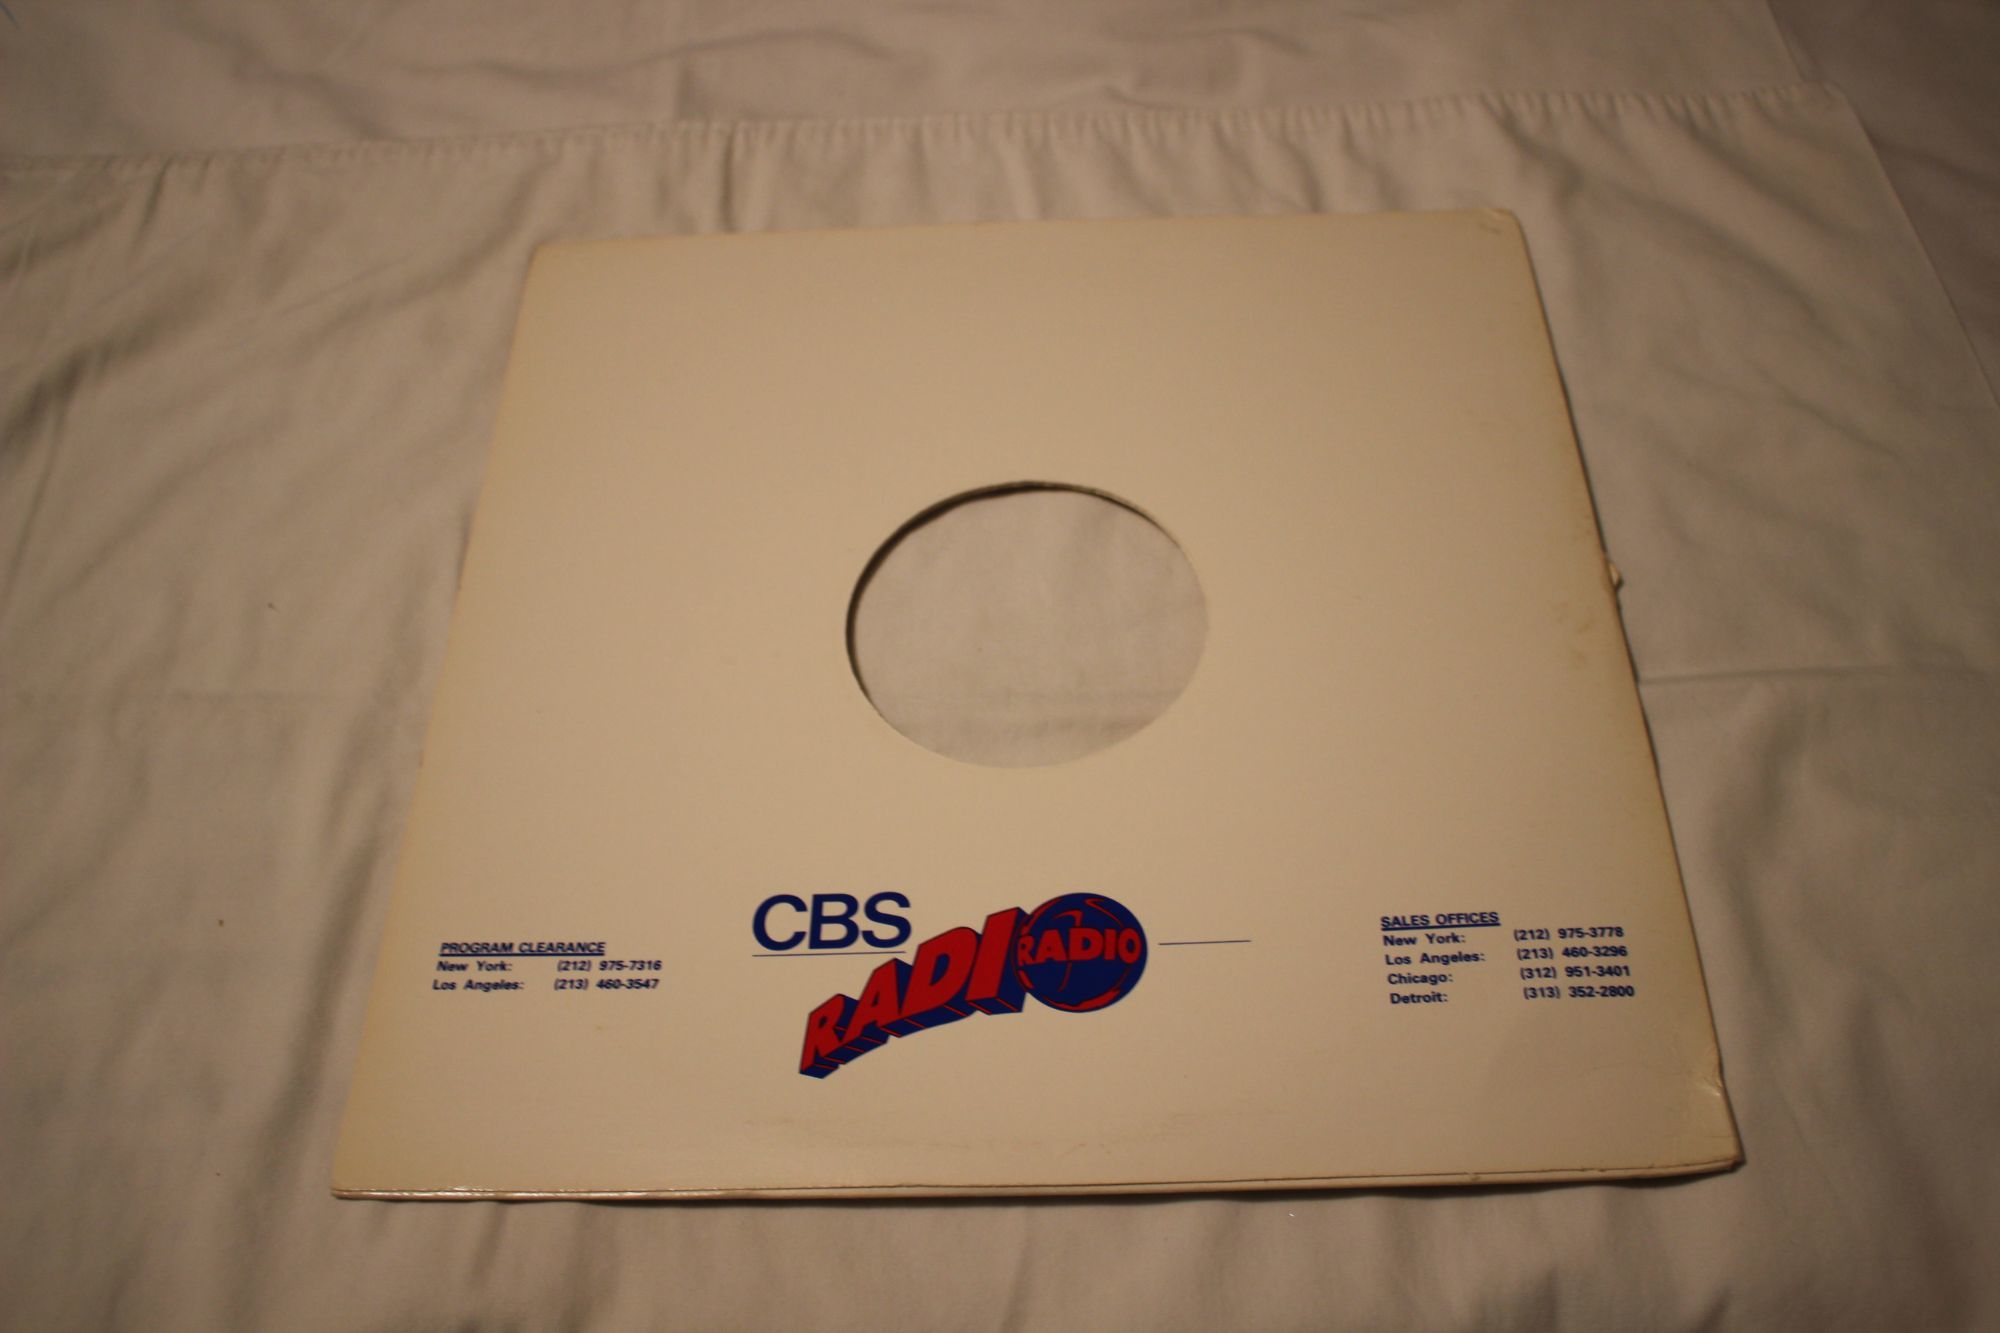 CBS
RADIO RADIO
PROGRAM CLEARANCE
New York: (212) 975-7316
Los Angeles: (213) 460-3547
SALES OFFICES
New York: (212) 975-3778
Los Angeles: (213) 460-3296
Chicago: (312) 951-3401
Detroit: (313) 352-2800